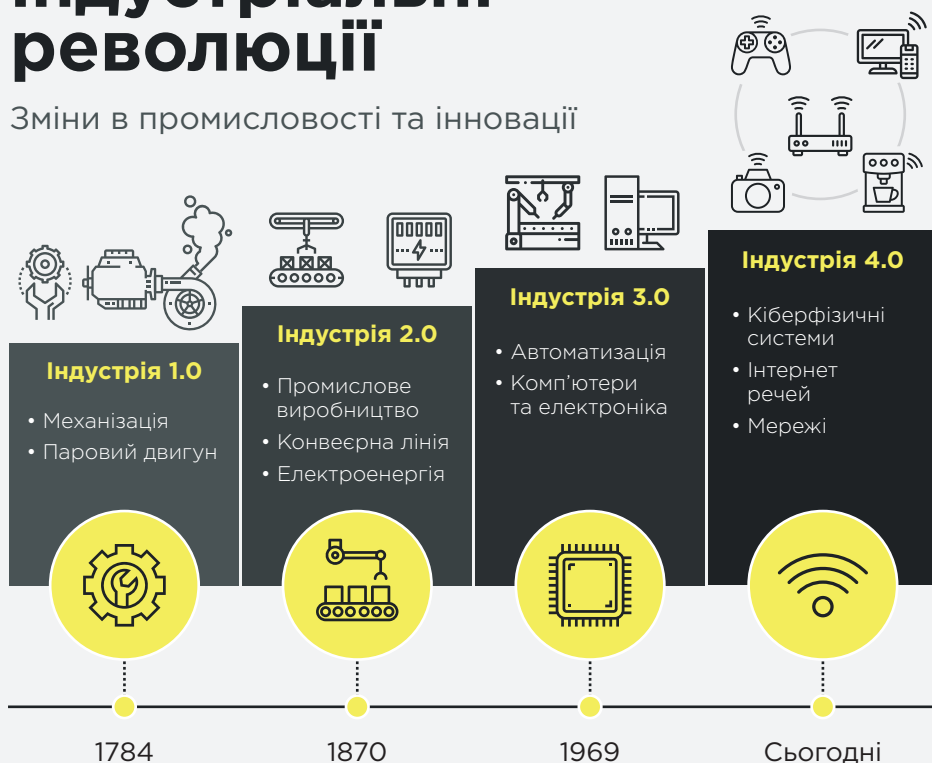 Індустріальні
революції
Зміни в промисловості та інновації
Індустрія 1.0
• Механізація
• Паровий двигун
Індустрія 2.0
• Промислове
виробництво
• Конвеєрна лінія
• Електроенергія
Індустрія 3.0
• Автоматизація
• Комп’ютери
та електроніка
Індустрія 4.0
• Кіберфізичні
системи
• Інтернет
речей
• Мережі
1784
1870
1969
Сьогодні